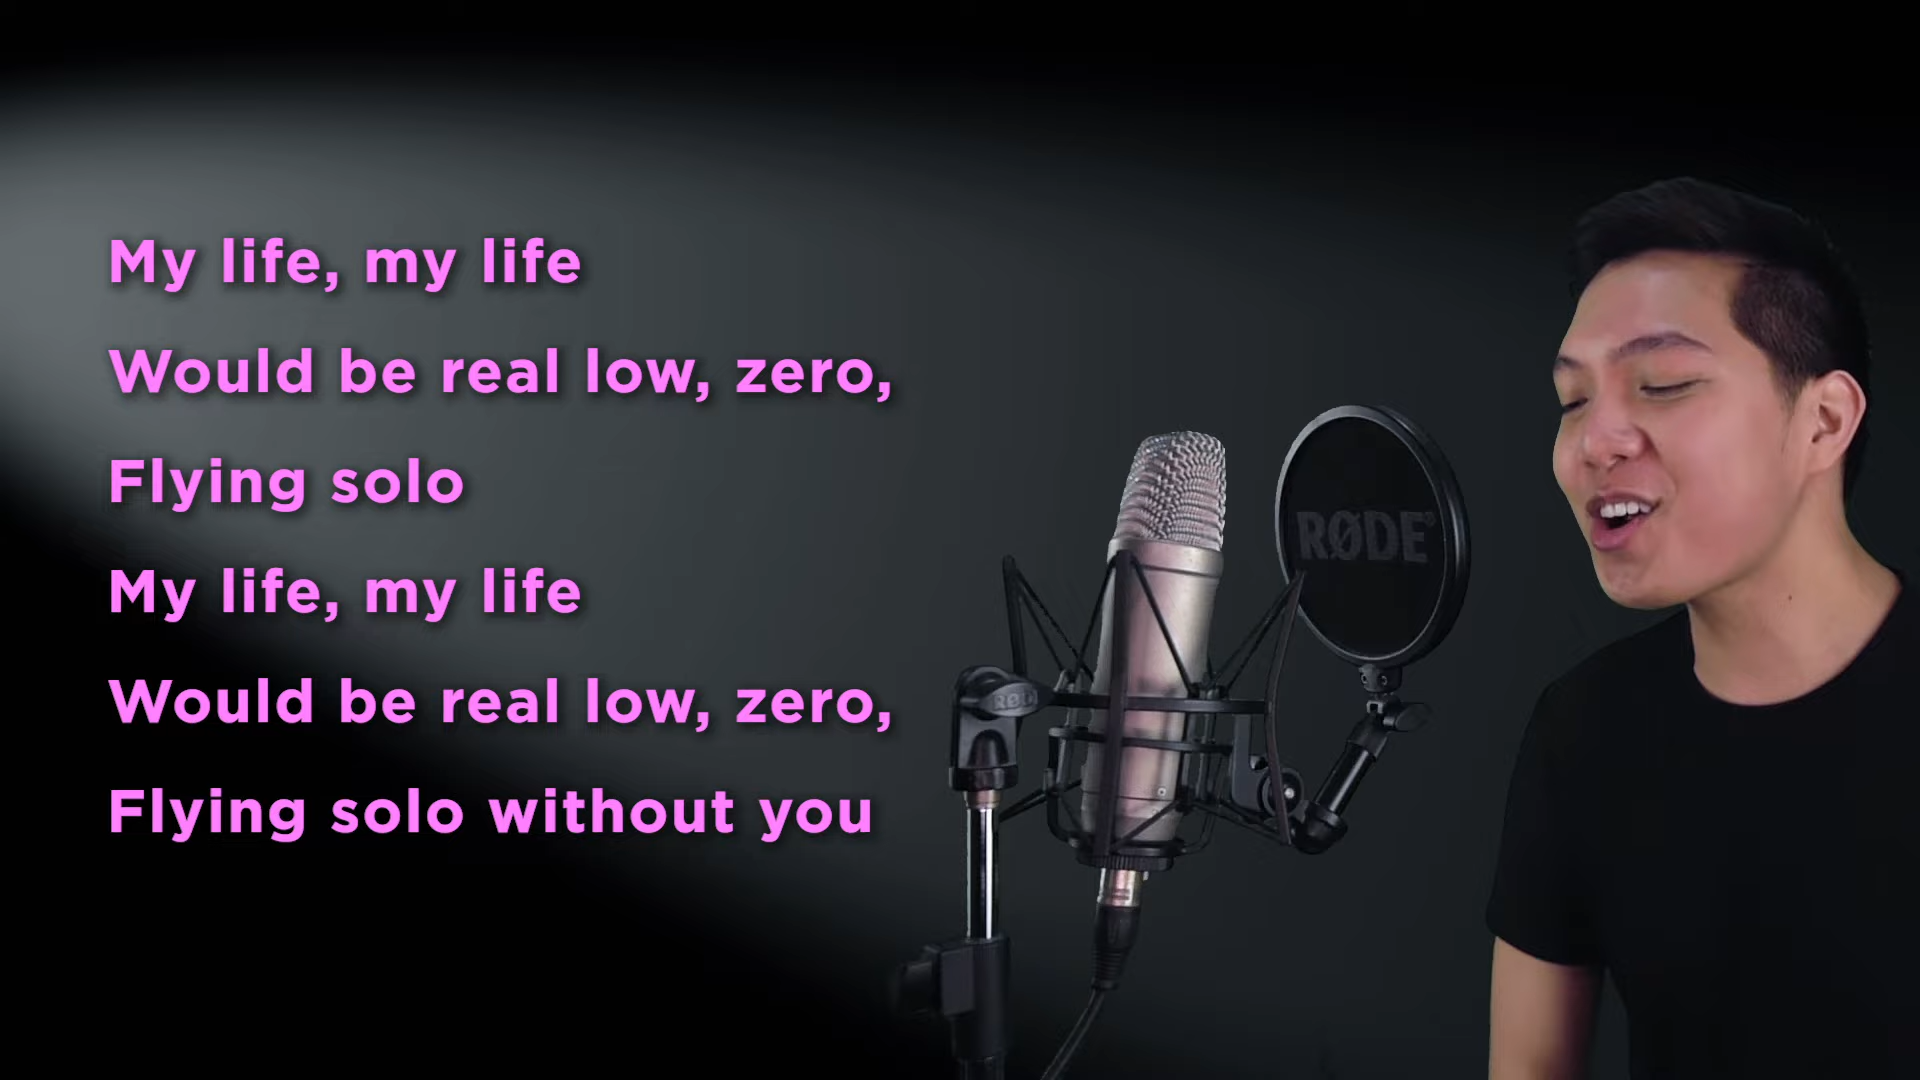 My life, my life
Would be real low, zero,
Flying solo
My life, my life
Would be real low, zero,
Flying solo without you
RØDE
RØD